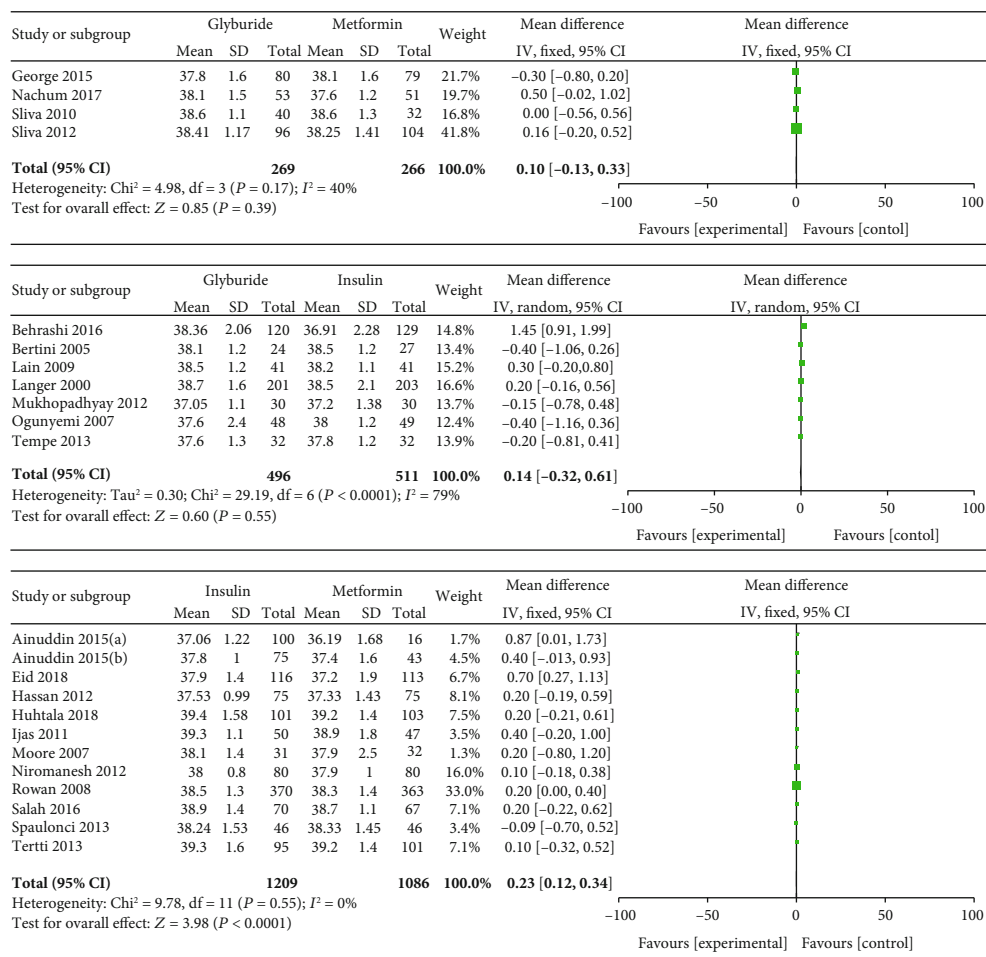 Study or subgroup Glyburide Metformin Weight Mean difference Mean difference
Mean SD Total Mean SD Total IV, fixed, 95% CI IV, fixed, 95% CI
George 2015 37.8 1.6 80 38.1 1.6 79 21.7% −0.30 [−0.80, 0.20]
Nachum 2017 38.1 1.5 53 37.6 1.2 51 19.7% 0.50 [−0.02, 1.02]
Sliva 2010 38.6 1.1 40 38.6 1.3 32 16.8% 0.00 [−0.56, 0.56]
Sliva 2012 38.41 1.17 96 38.25 1.41 104 41.8% 0.16 [−0.20, 0.52]
Total (95% CI) 269 266 100.0% 0.10 [−0.13, 0.33]
Heterogeneity: Chi² = 4.98, df = 3 (P = 0.17); I² = 40%
Test for ovarall effect: Z = 0.85 (P = 0.39)
−100 −50 0 50 100
Favours [experimental] Favours [contol]
Study or subgroup Glyburide Insulin Weight Mean difference Mean difference
Mean SD Total Mean SD Total IV, random, 95% CI IV, random, 95% CI
Behrashi 2016 38.36 2.06 120 36.91 2.28 129 14.8% 1.45 [0.91, 1.99]
Bertini 2005 38.1 1.2 24 38.5 1.2 27 13.4% −0.40 [−1.06, 0.26]
Lain 2009 38.5 1.2 41 38.2 1.1 41 15.2% 0.30 [−0.20,0.80]
Langer 2000 38.7 1.6 201 38.5 2.1 203 16.6% 0.20 [−0.16, 0.56]
Mukhopadhyay 2012 37.05 1.1 30 37.2 1.38 30 13.7% −0.15 [−0.78, 0.48]
Ogunyemi 2007 37.6 2.4 48 38 1.2 49 12.4% −0.40 [−1.16, 0.36]
Tempe 2013 37.6 1.3 32 37.8 1.2 32 13.9% −0.20 [−0.81, 0.41]
Total (95% CI) 496 511 100.0% 0.14 [−0.32, 0.61]
Heterogeneity: Tau² = 0.30; Chi² = 29.19, df = 6 (P < 0.0001); I² = 79%
Test for ovarall effect: Z = 0.60 (P = 0.55)
−100 −50 0 50 100
Favours [experimental] Favours [contol]
Study or subgroup Insulin Metformin Weight Mean difference Mean difference
Mean SD Total Mean SD Total IV, fixed, 95% CI IV, fixed, 95% CI
Ainuddin 2015(a) 37.06 1.22 100 36.19 1.68 16 1.7% 0.87 [0.01, 1.73]
Ainuddin 2015(b) 37.8 1 75 37.4 1.6 43 4.5% 0.40 [−.013, 0.93]
Eid 2018 37.9 1.4 116 37.2 1.9 113 6.7% 0.70 [0.27, 1.13]
Hassan 2012 37.53 0.99 75 37.33 1.43 75 8.1% 0.20 [−0.19, 0.59]
Huhtala 2018 39.4 1.58 101 39.2 1.4 103 7.5% 0.20 [−0.21, 0.61]
Ijas 2011 39.3 1.1 50 38.9 1.8 47 3.4% 0.40 [−0.20, 1.00]
Moore 2007 38.1 1.4 31 37.9 2.5 32 1.3% 0.20 [−0.80, 1.20]
Niromanesh 2012 38 0.8 80 37.9 1 80 16.0% 0.10 [−0.18, 0.38]
Rowan 2008 38.5 1.3 370 38.3 1.4 363 33.0% 0.20 [0.00, 0.40]
Salah 2016 38.9 1.4 70 38.7 1.1 67 7.1% 0.20 [−0.22, 0.62]
Spaulonci 2013 38.24 1.53 46 38.33 1.45 46 3.4% −0.09 [−0.70, 0.52]
Tertti 2013 39.3 1.6 95 39.2 1.4 101 7.1% 0.10 [−0.32, 0.52]
Total (95% CI) 1209 1086 100.0% 0.23 [0.12, 0.34]
Heterogeneity: Chi² = 9.78, df = 11 (P = 0.55); I² = 0%
Test for ovarall effect: Z = 3.98 (P < 0.0001)
−100 −50 0 50 100
Favours [experimental] Favours [control]